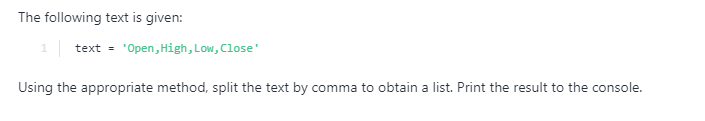 The following text is given:
1 text = 'Open,High,Low,Close'
Using the appropriate method, split the text by comma to obtain a list. Print the result to the console.